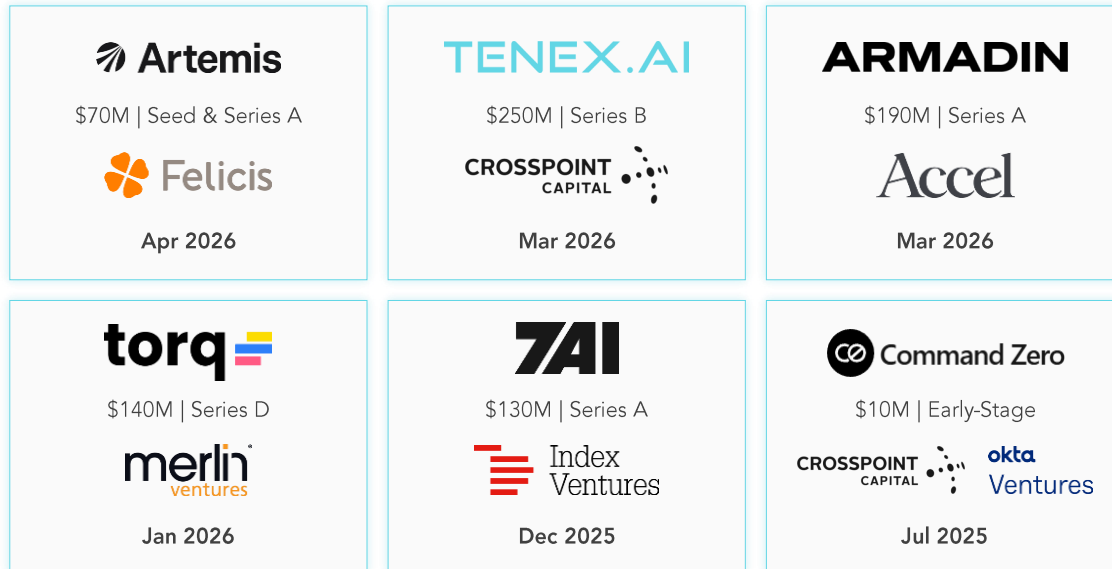 Artemis
$70M | Seed & Series A
Felicis
Apr 2026
TENEX.AI
$250M | Series B
CROSSPOINT
CAPITAL
Mar 2026
ARMADIN
$190M | Series A
Accel
Mar 2026
torq
$140M | Series D
merlin
ventures
Jan 2026
7AI
$130M | Series A
Index
Ventures
Dec 2025
C0 Command Zero
$10M | Early-Stage
CROSSPOINT
CAPITAL
okta
Ventures
Jul 2025